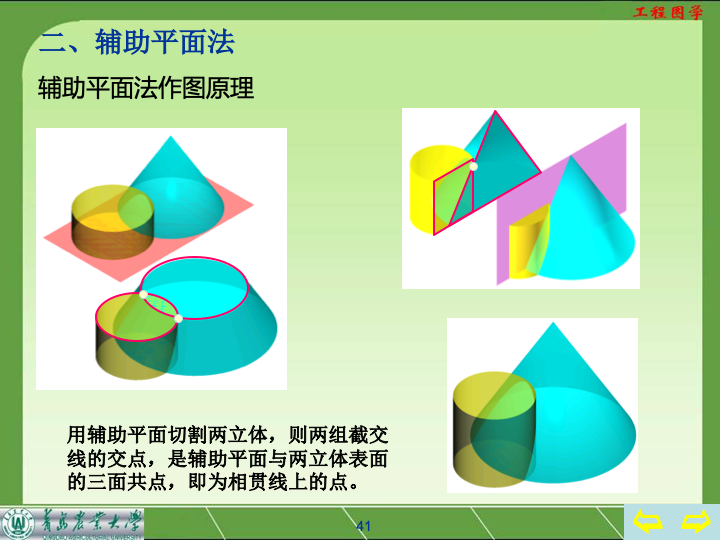 工程图学
二、辅助平面法
辅助平面法作图原理
用辅助平面切割两立体，则两组截交
线的交点，是辅助平面与两立体表面
的三面共点，即为相贯线上的点。
青岛农业大学
41